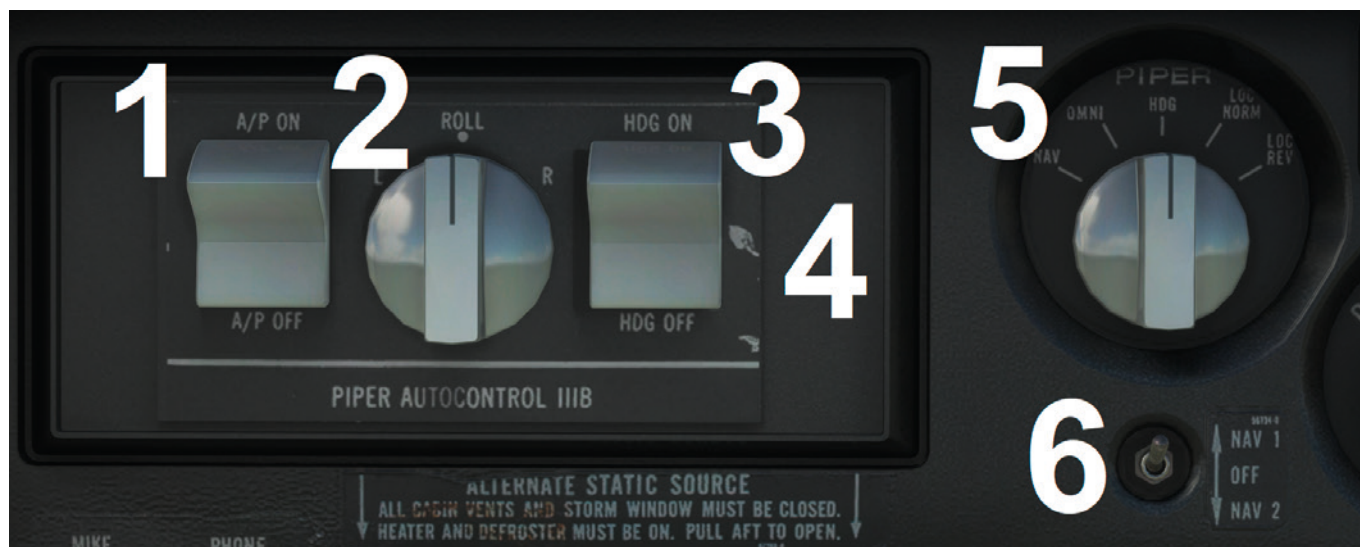 1
A/P ON
A/P OFF
2
ROLL
L
R
3
HDG ON
HDG OFF
4
PIPER AUTOCONTROL IIIB
5
PIPER
NAV
OMNI
HDG
LOC
NORM
LOC
REV
6
NAV 1
OFF
NAV 2
ALTERNATE STATIC SOURCE
ALL CABIN VENTS AND STORM WINDOW MUST BE CLOSED.
HEATER AND DEFROSTER MUST BE ON. PULL AFT TO OPEN.
MIKE
PHONE